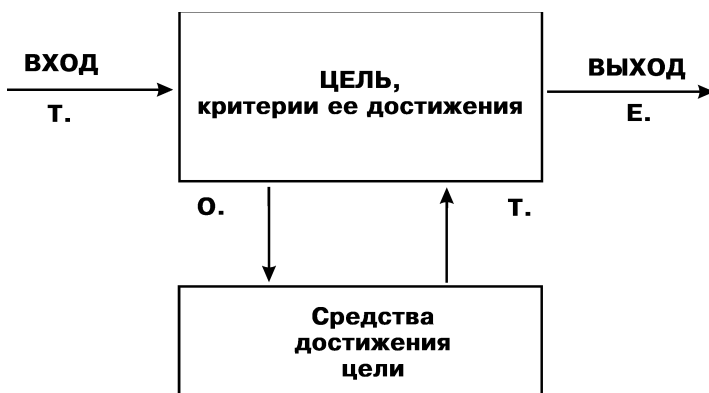 ВХОД
Т.
ЦЕЛЬ,
критерии ее достижения
ВЫХОД
Е.
О.
Т.
Средства
достижения
цели